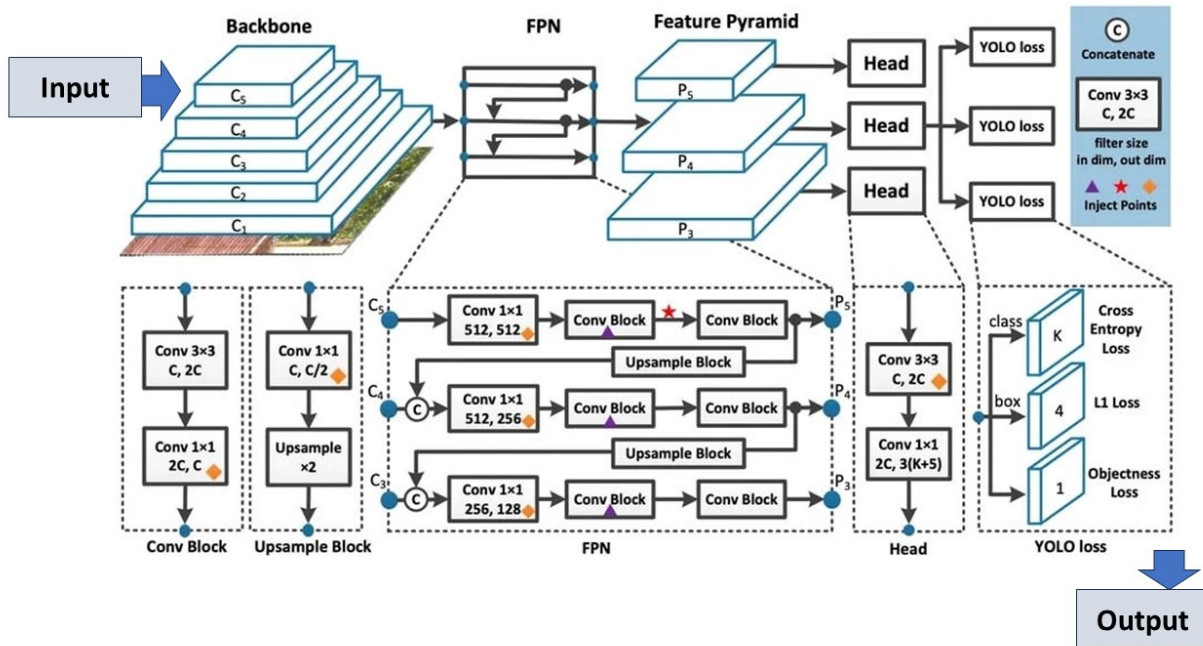 Backbone
FPN
Feature Pyramid
Input
C5
C4
C3
C2
C1
P5
P4
P3
Head
Head
Head
YOLO loss
YOLO loss
YOLO loss
C
Concatenate
Conv 3×3
C, 2C
filter size
in dim, out dim
Inject Points
Conv 3×3
C, 2C
Conv 1×1
2C, C
Conv Block
Conv 1×1
C, C/2
Upsample
×2
Upsample Block
C5
Conv 1×1
512, 512
Conv Block
Conv Block
P5
Upsample Block
C4
C
Conv 1×1
512, 256
Conv Block
Conv Block
P4
Upsample Block
C3
C
Conv 1×1
256, 128
Conv Block
Conv Block
P3
FPN
Conv 3×3
C, 2C
Conv 1×1
2C, 3(K+5)
Head
class
K
Cross
Entropy
Loss
box
4
L1 Loss
1
Objectness
Loss
YOLO loss
Output